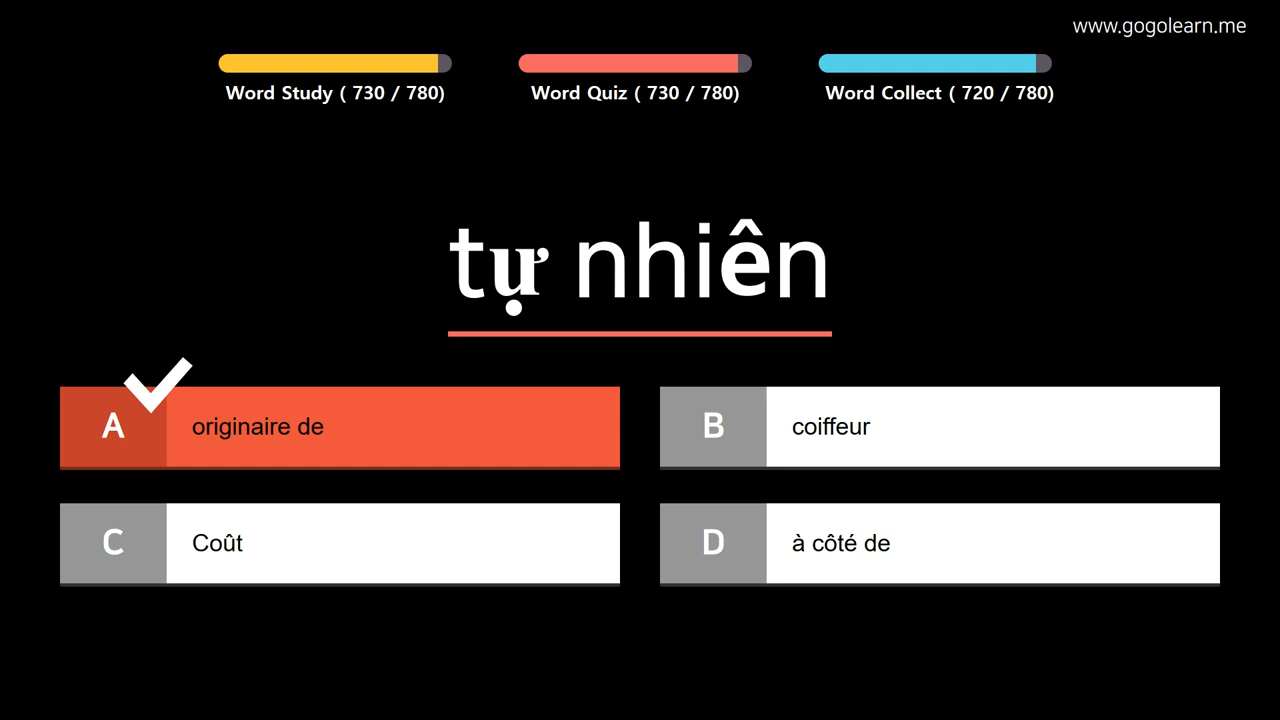 www.gogolearn.me
Word Study ( 730 / 780)
Word Quiz ( 730 / 780)
Word Collect ( 720 / 780)
tự nhiên
A originaire de
B coiffeur
C Coût
D à côté de